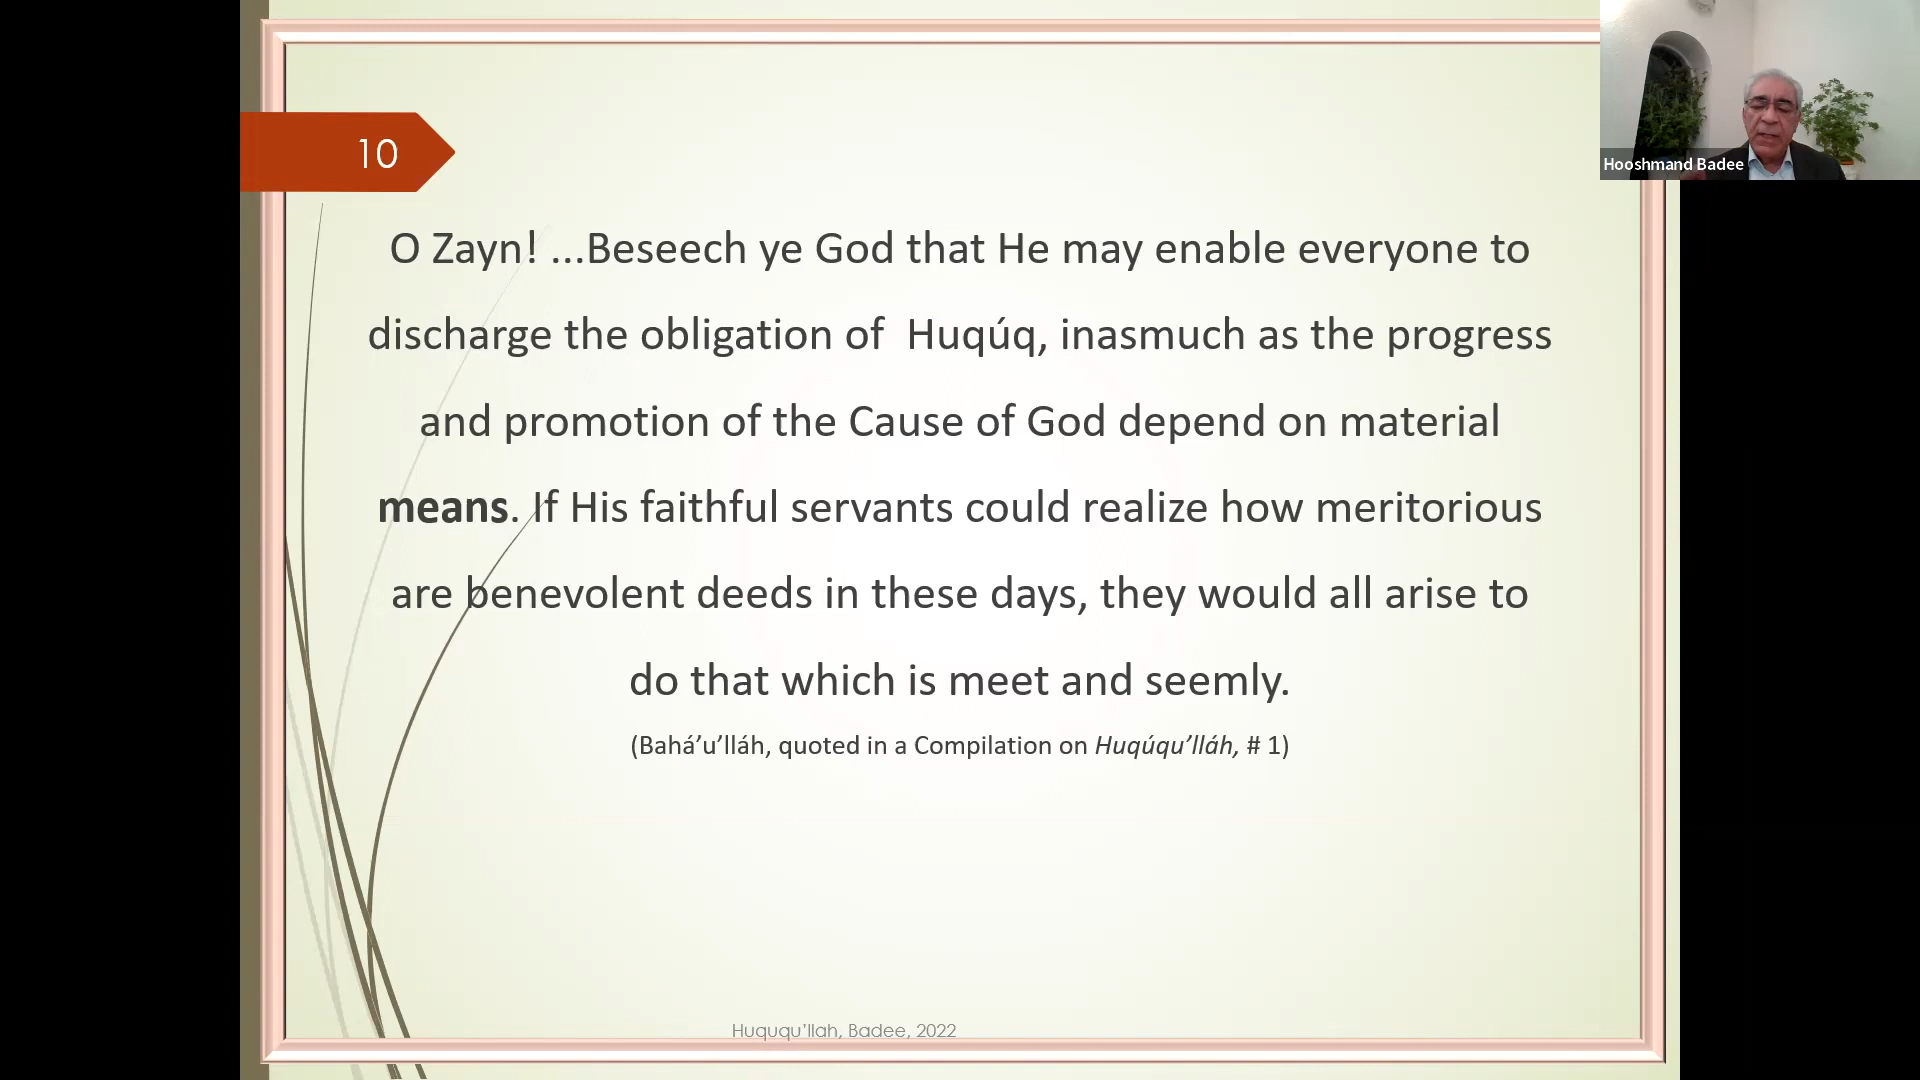 10
Hooshmand Badee
O Zayn! ...Beseech ye God that He may enable everyone to
discharge the obligation of  Huqúq, inasmuch as the progress
and promotion of the Cause of God depend on material
means. If His faithful servants could realize how meritorious
are benevolent deeds in these days, they would all arise to
do that which is meet and seemly.
(Bahá’u’lláh, quoted in a Compilation on Huqúqu’lláh, # 1)
Huququ’llah, Badee, 2022